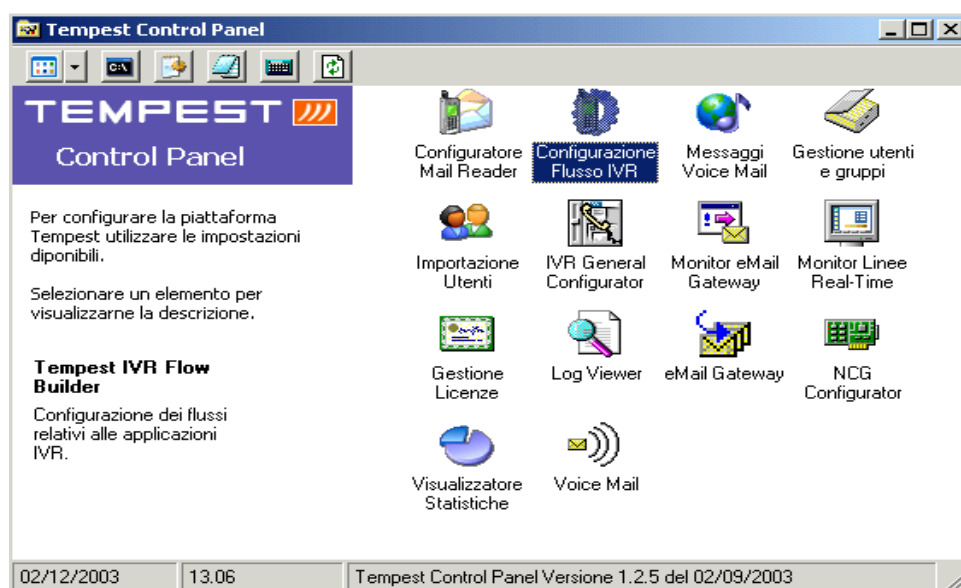 Tempest Control Panel
C:\
TEMPEST
Control Panel
Per configurare la piattaforma
Tempest utilizzare le impostazioni
diponibili.
Selezionare un elemento per
visualizzarne la descrizione.
Tempest IVR Flow
Builder
Configurazione dei flussi
relativi alle applicazioni
IVR.
Configuratore
Mail Reader
Configurazione
Flusso IVR
Messaggi
Voice Mail
Gestione utenti
e gruppi
Importazione
Utenti
IVR General
Configurator
Monitor eMail
Gateway
Monitor Linee
Real-Time
Gestione
Licenze
Log Viewer
eMail Gateway
NCG
Configurator
Visualizzatore
Statistiche
Voice Mail
02/12/2003
13.06
Tempest Control Panel Versione 1.2.5 del 02/09/2003